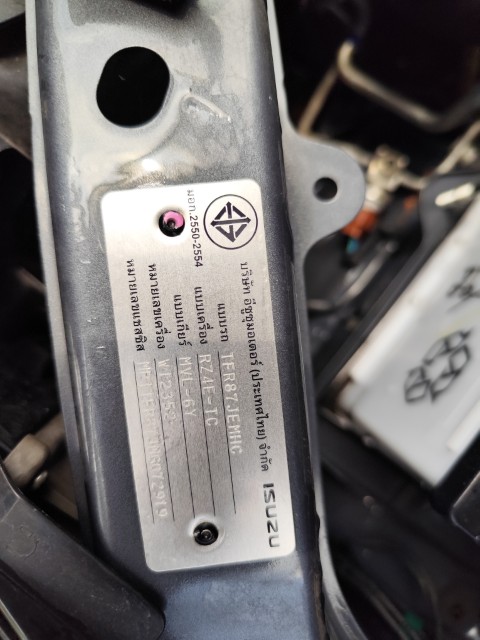 มอก.2550-2554
บริษัท อีซูซุมอเตอร์ (ประเทศไทย) จำกัด ISUZU
แบบรถ TFR87JEMHC
แบบเครื่อง RZ4F-TC
แบบเกียร์ MVL-6Y
หมายเลขเครื่อง
หมายเลขแชสซิส